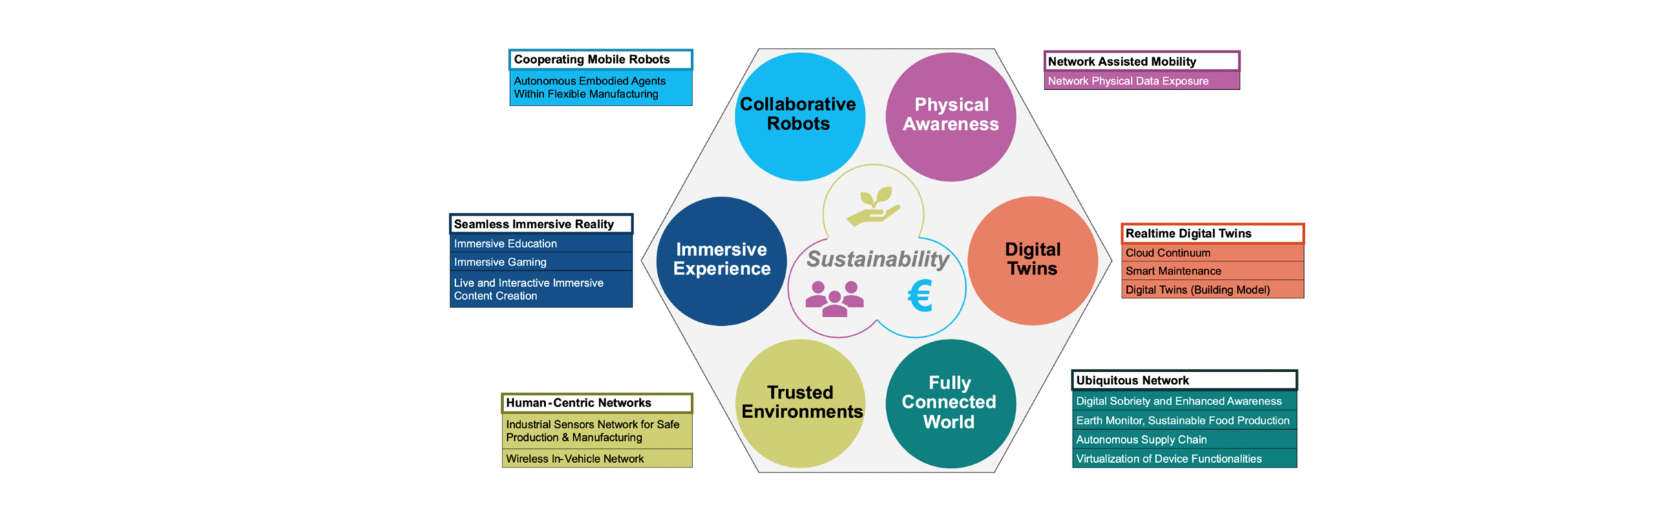 Cooperating Mobile Robots
Autonomous Embodied Agents
Within Flexible Manufacturing
Collaborative
Robots
Physical
Awareness
Network Assisted Mobility
Network Physical Data Exposure
Seamless Immersive Reality
Immersive Education
Immersive Gaming
Live and Interactive Immersive
Content Creation
Immersive
Experience
Sustainability
€
Digital
Twins
Realtime Digital Twins
Cloud Continuum
Smart Maintenance
Digital Twins (Building Model)
Human-Centric Networks
Industrial Sensors Network for Safe
Production & Manufacturing
Wireless In-Vehicle Network
Trusted
Environments
Fully
Connected
World
Ubiquitous Network
Digital Sobriety and Enhanced Awareness
Earth Monitor, Sustainable Food Production
Autonomous Supply Chain
Virtualization of Device Functionalities